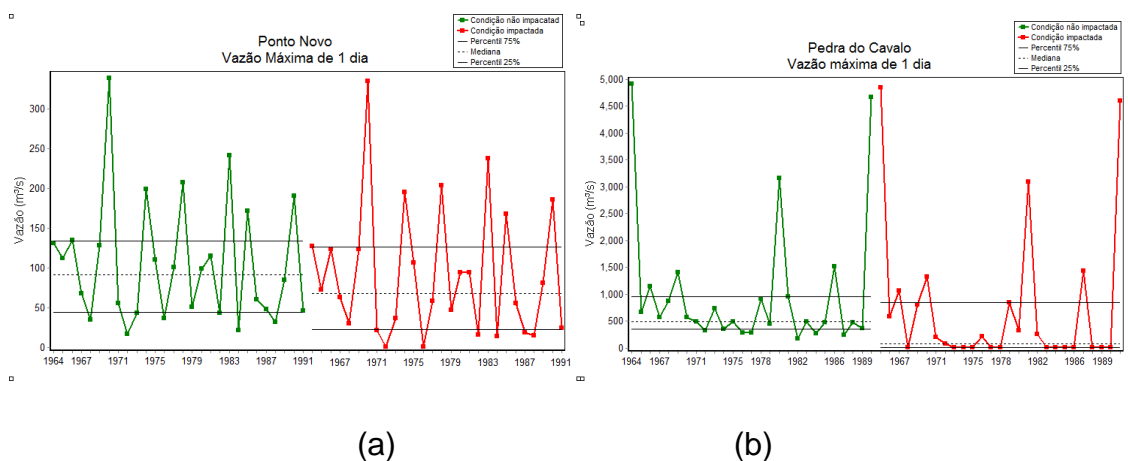 Ponto Novo
Vazão Máxima de 1 dia
Condição não impacatad
Condição impactada
Percentil 75%
Mediana
Percentil 25%
Vazão (m³/s)
300
250
200
150
100
50
0
1964 1967 1971 1975 1979 1983 1987 1991 1967 1971 1975 1979 1983 1987 1991
(a)
Pedra do Cavalo
Vazão máxima de 1 dia
Condição não impactada
Condição impactada
Percentil 75%
Mediana
Percentil 25%
Vazão (m³/s)
5,000
4,500
4,000
3,500
3,000
2,500
2,000
1,500
1,000
500
0
1964 1967 1971 1975 1978 1982 1986 1989 1967 1971 1975 1978 1982 1986 1989
(b)